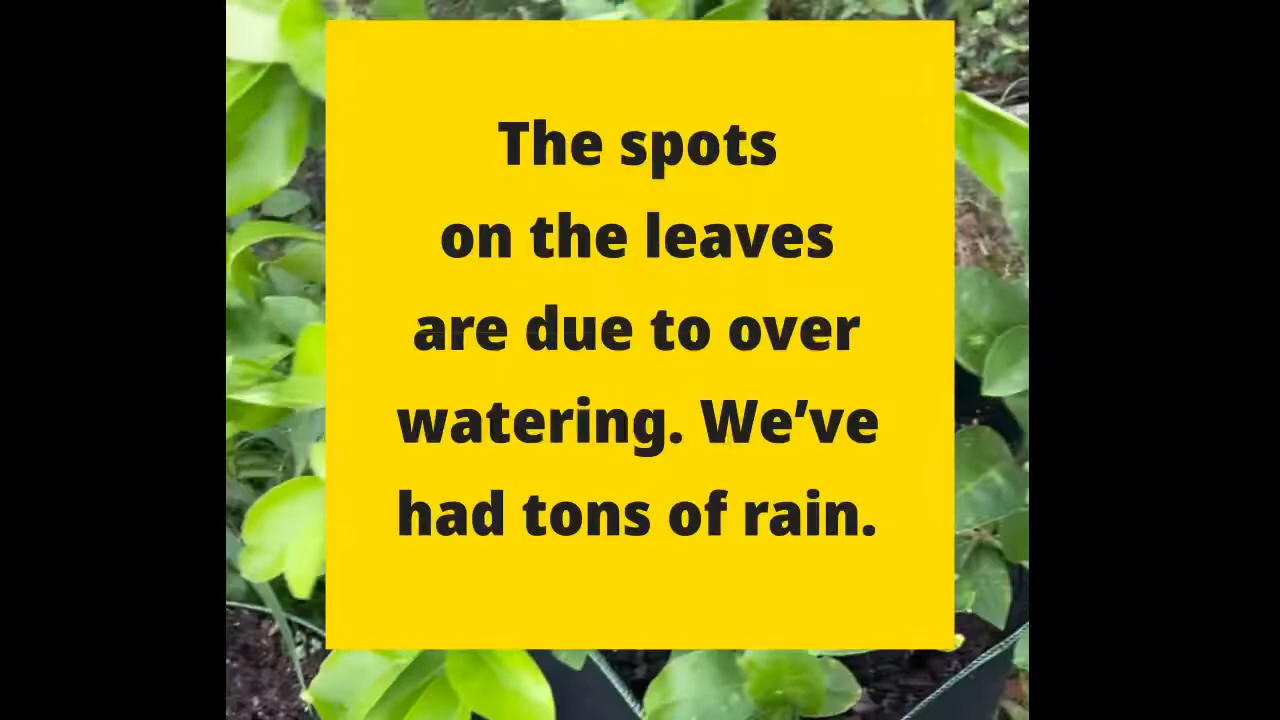 The spots
on the leaves
are due to over
watering. We’ve
had tons of rain.